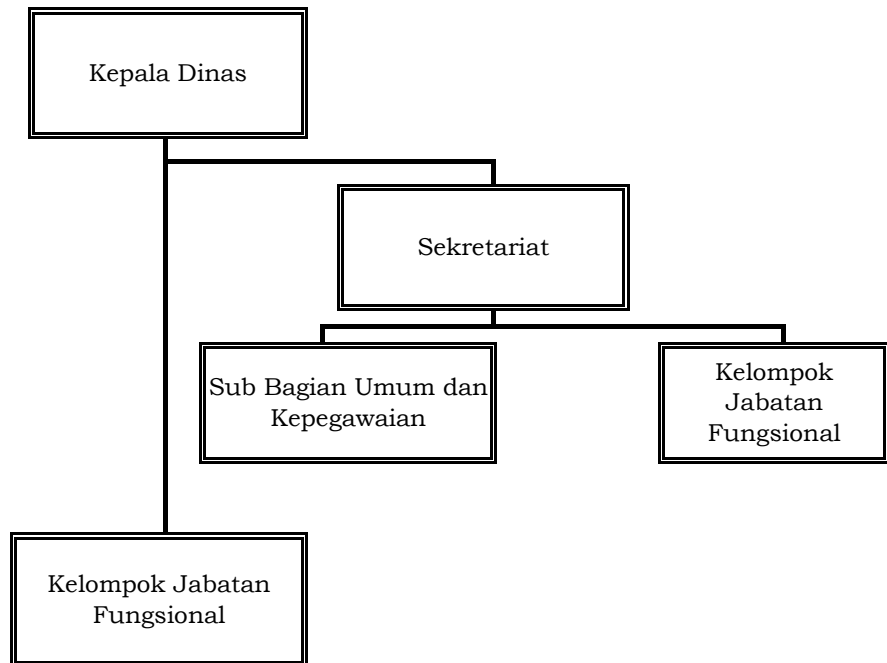 Kepala Dinas
Sekretariat
Sub Bagian Umum dan
Kepegawaian
Kelompok
Jabatan
Fungsional
Kelompok Jabatan
Fungsional